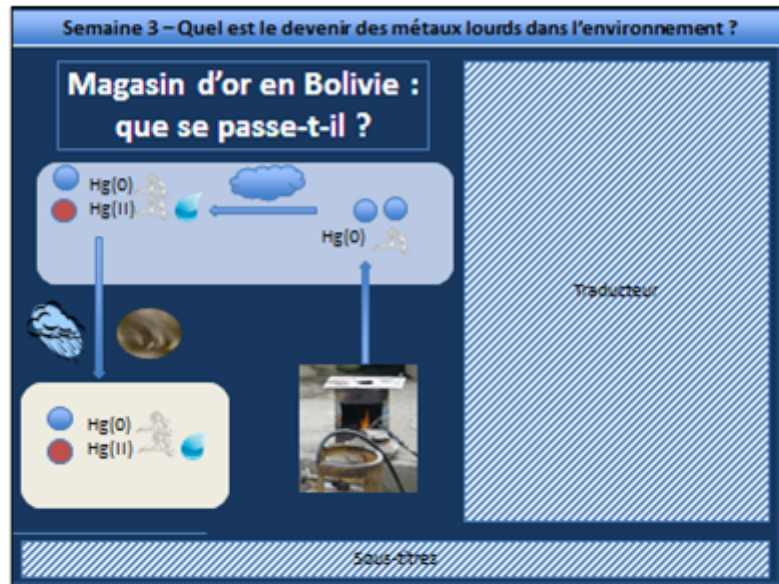 Semaine 3 – Quel est le devenir des métaux lourds dans l'environnement ?
Magasin d'or en Bolivie :
que se passe-t-il ?
Hg(0)
Hg(II)
Hg(0)
Hg(0)
Hg(II)
Traducteur
Sous-titres